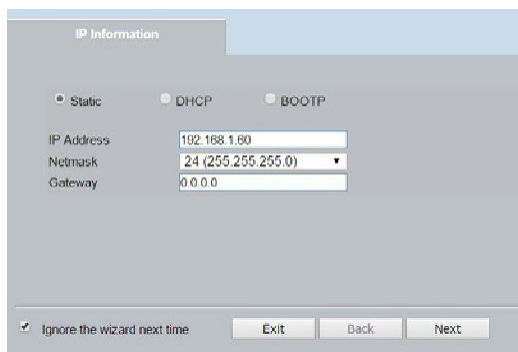 IP Information
Static DHCP BOOTP
IP Address 192.168.1.60
Netmask 24 (255.255.255.0)
Gateway 0.0.0.0
Ignore the wizard next time Exit Back Next